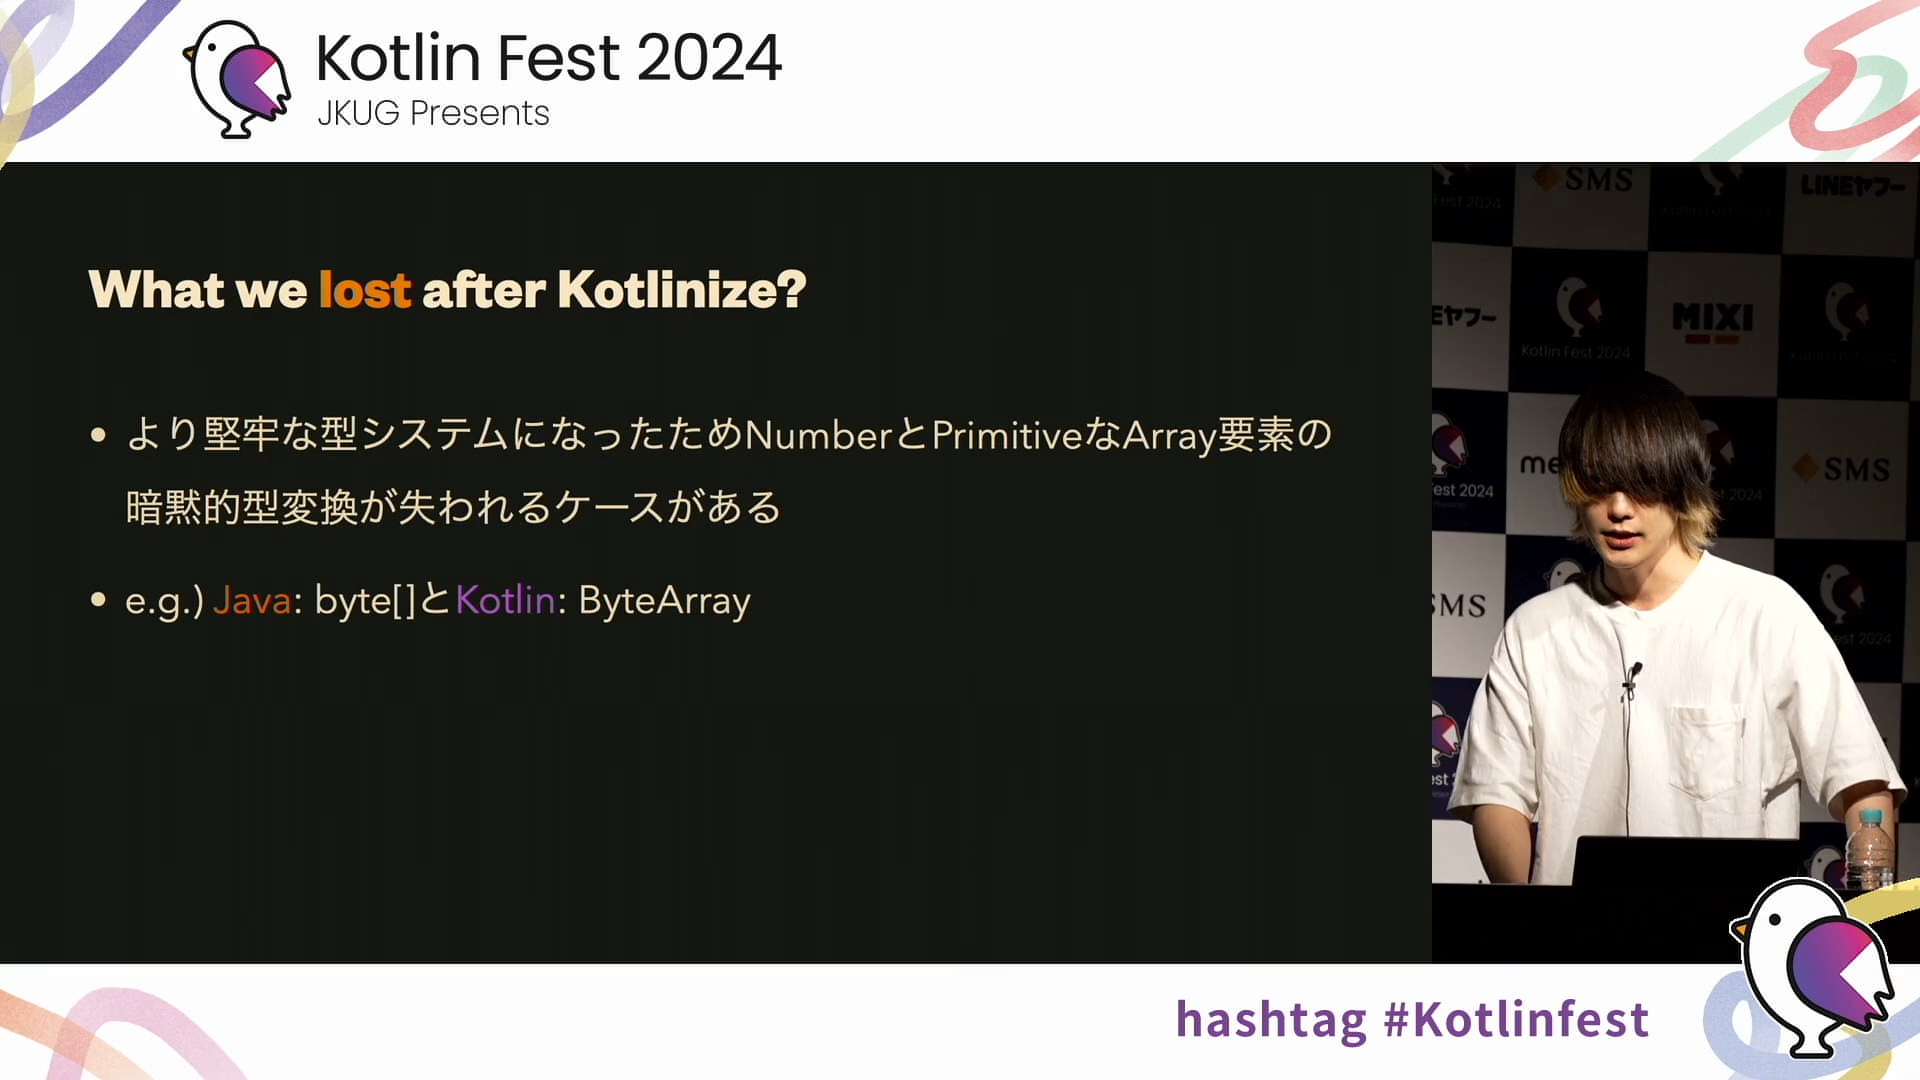 Kotlin Fest 2024
JKUG Presents
What we lost after Kotlinize?
• より堅牢な型システムになったためNumberとPrimitiveなArray要素の
暗黙的型変換が失われるケースがある
• e.g.) Java: byte[]とKotlin: ByteArray
SMS
LINEヤフー
Kotlin Fest 2024
MIXI
SMS
hashtag #Kotlinfest